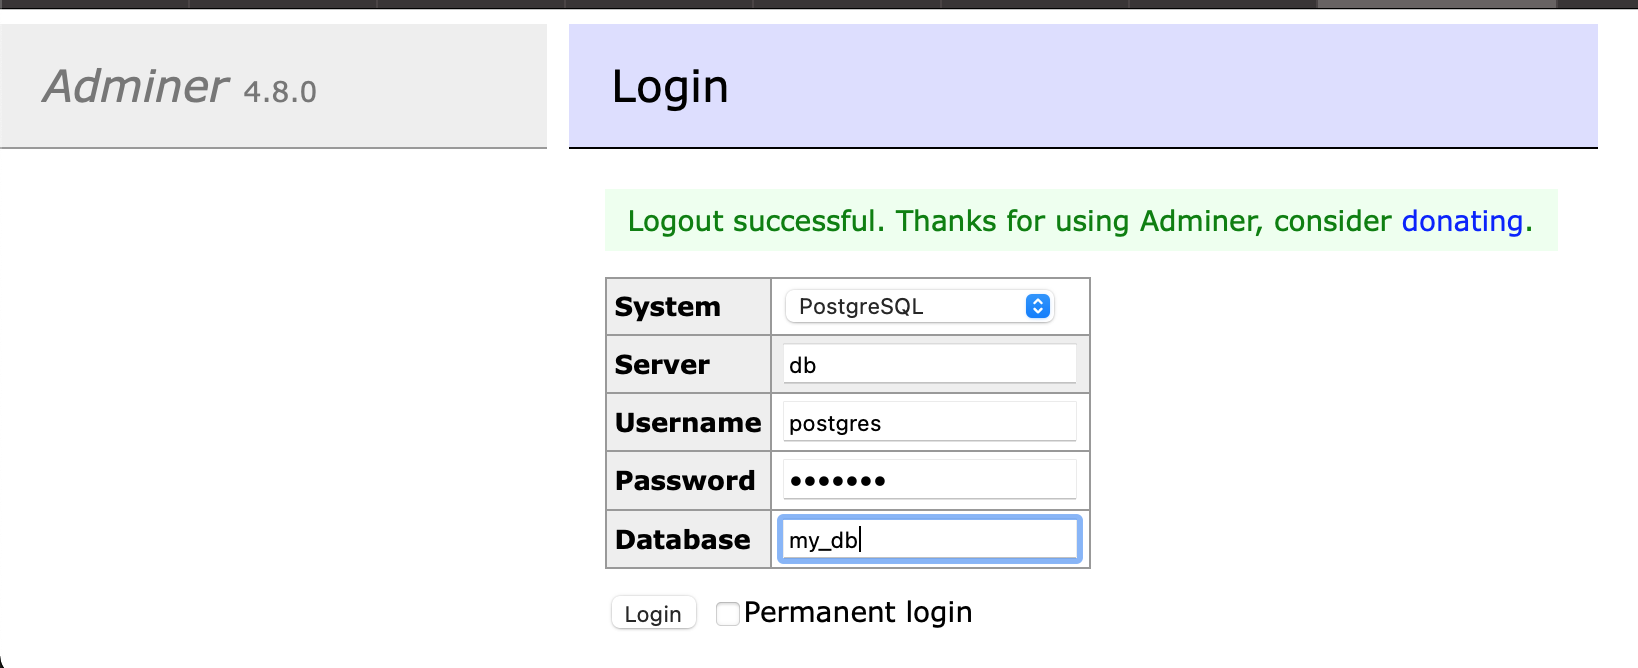 Adminer 4.8.0
Login
Logout successful. Thanks for using Adminer, consider donating.
System PostgreSQL
Server db
Username postgres
Password •••••••
Database my_db
Login Permanent login